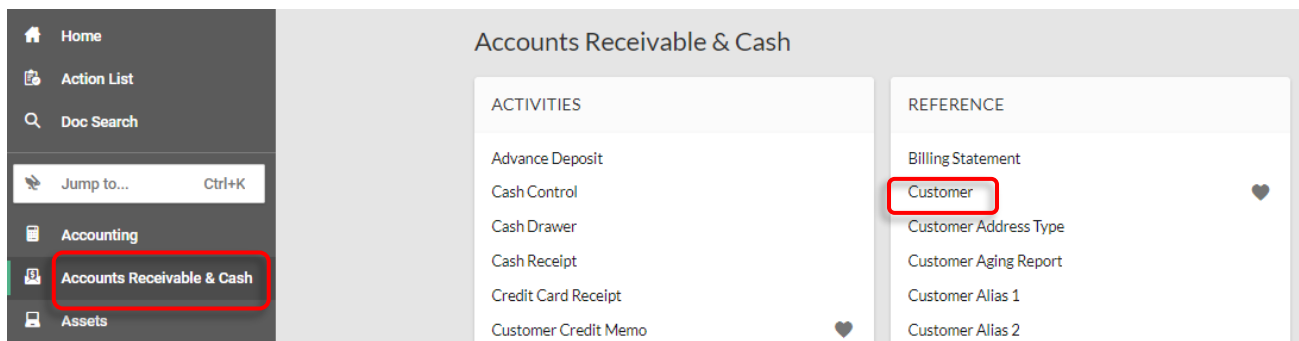 Home
Action List
Doc Search
Jump to... Ctrl+K
Accounting
Accounts Receivable & Cash
Assets
Accounts Receivable & Cash
ACTIVITIES
Advance Deposit
Cash Control
Cash Drawer
Cash Receipt
Credit Card Receipt
Customer Credit Memo
REFERENCE
Billing Statement
Customer
Customer Address Type
Customer Aging Report
Customer Alias 1
Customer Alias 2